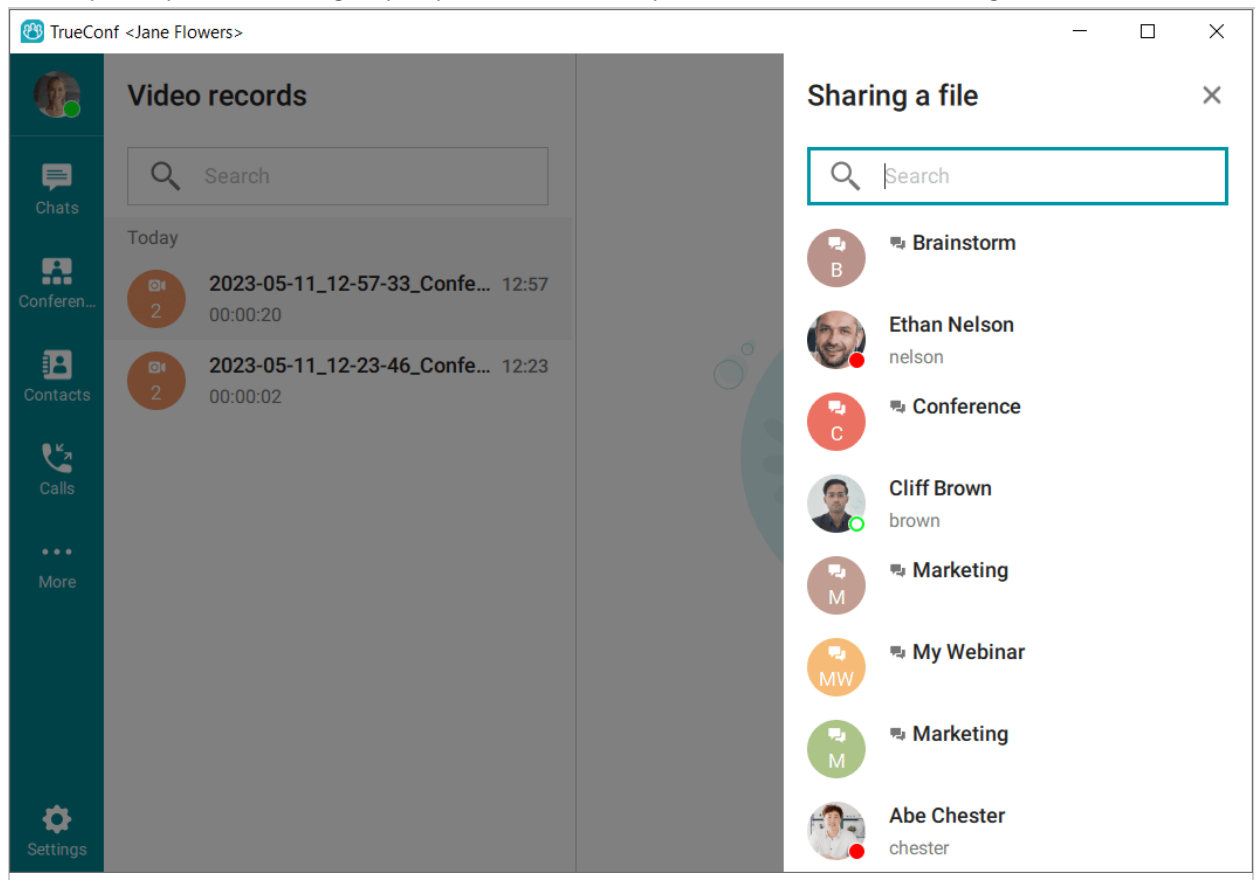 TrueConf <Jane Flowers>
Video records
Search
Today
2
2023-05-11_12-57-33_Confe... 12:57
00:00:20
2
2023-05-11_12-23-46_Confe... 12:23
00:00:02
Chats
Conferen...
Contacts
Calls
More
Settings
Sharing a file
Search
B
Brainstorm
Ethan Nelson
nelson
C
Conference
Cliff Brown
brown
M
Marketing
MW
My Webinar
M
Marketing
Abe Chester
chester